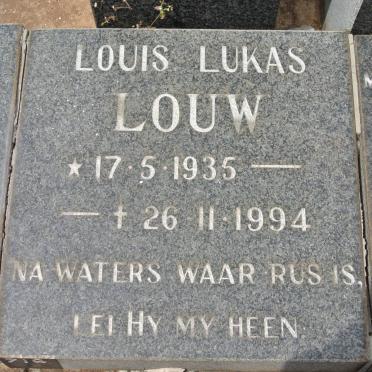 LOUIS LUKAS
LOUW
★ 17·5·1935 —
— † 26·11·1994
NA WATERS WAAR RUS IS,
LEI HY MY HEEN